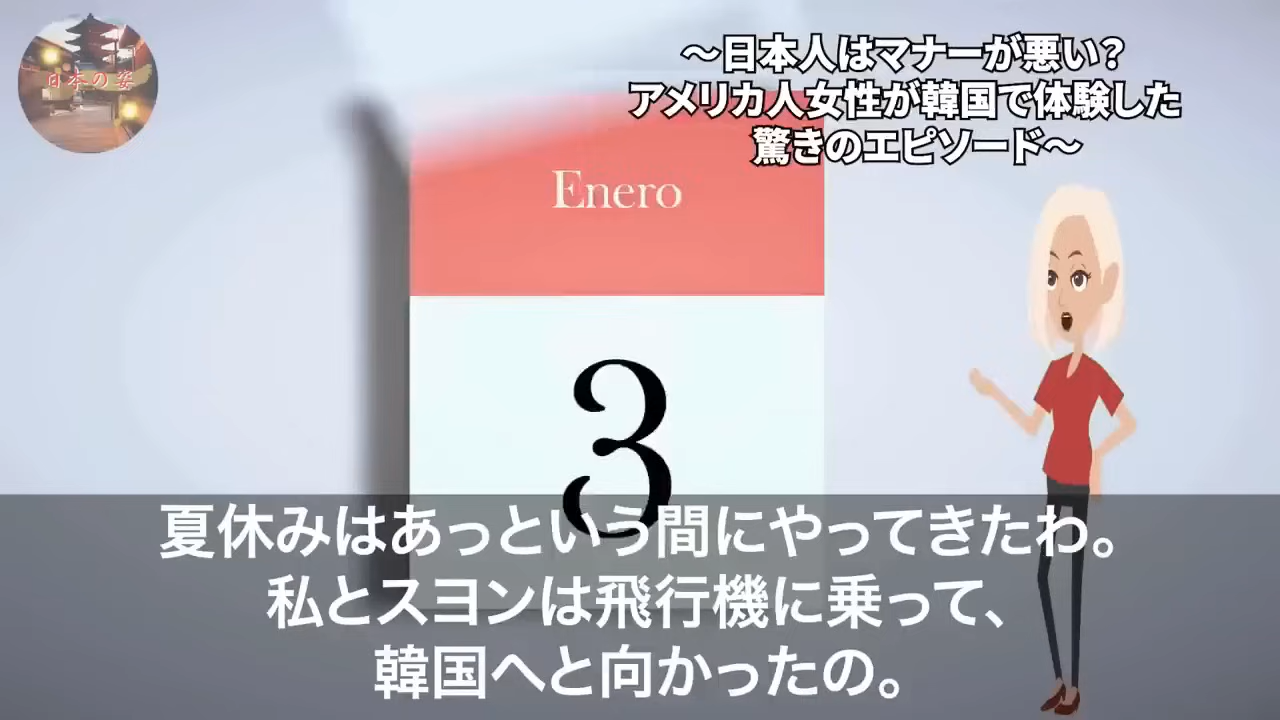 日本の姿
～日本人はマナーが悪い？
アメリカ人女性が韓国で体験した
驚きのエピソード～
Enero
3
夏休みはあっという間にやってきたわ。
私とスヨンは飛行機に乗って、
韓国へと向かったの。